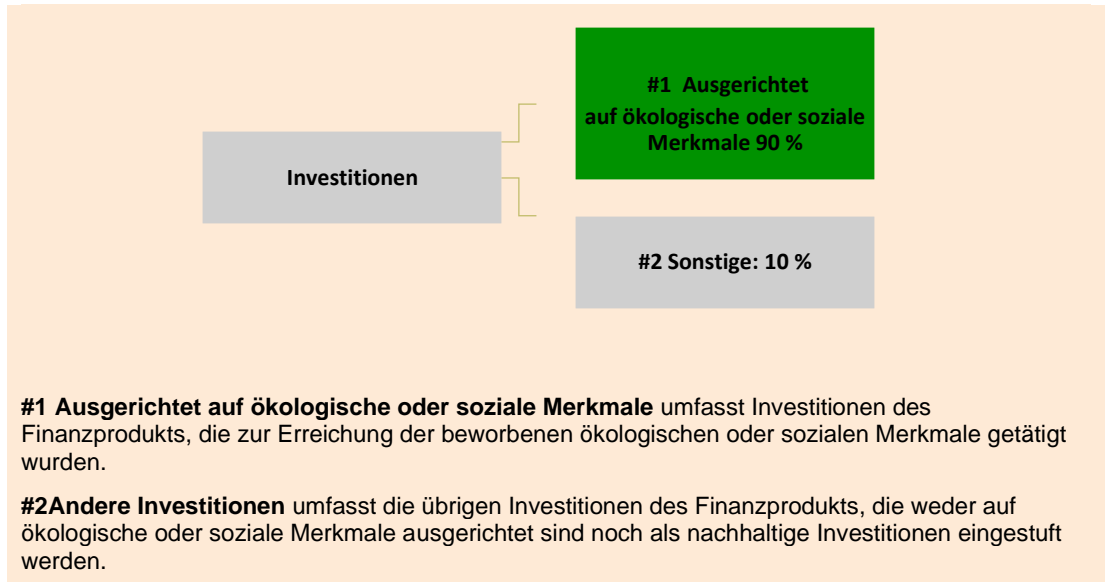 #1 Ausgerichtet
auf ökologische oder soziale
Merkmale 90 %
Investitionen
#2 Sonstige: 10 %
#1 Ausgerichtet auf ökologische oder soziale Merkmale umfasst Investitionen des
Finanzprodukts, die zur Erreichung der beworbenen ökologischen oder sozialen Merkmale getätigt
wurden.
#2Andere Investitionen umfasst die übrigen Investitionen des Finanzprodukts, die weder auf
ökologische oder soziale Merkmale ausgerichtet sind noch als nachhaltige Investitionen eingestuft
werden.